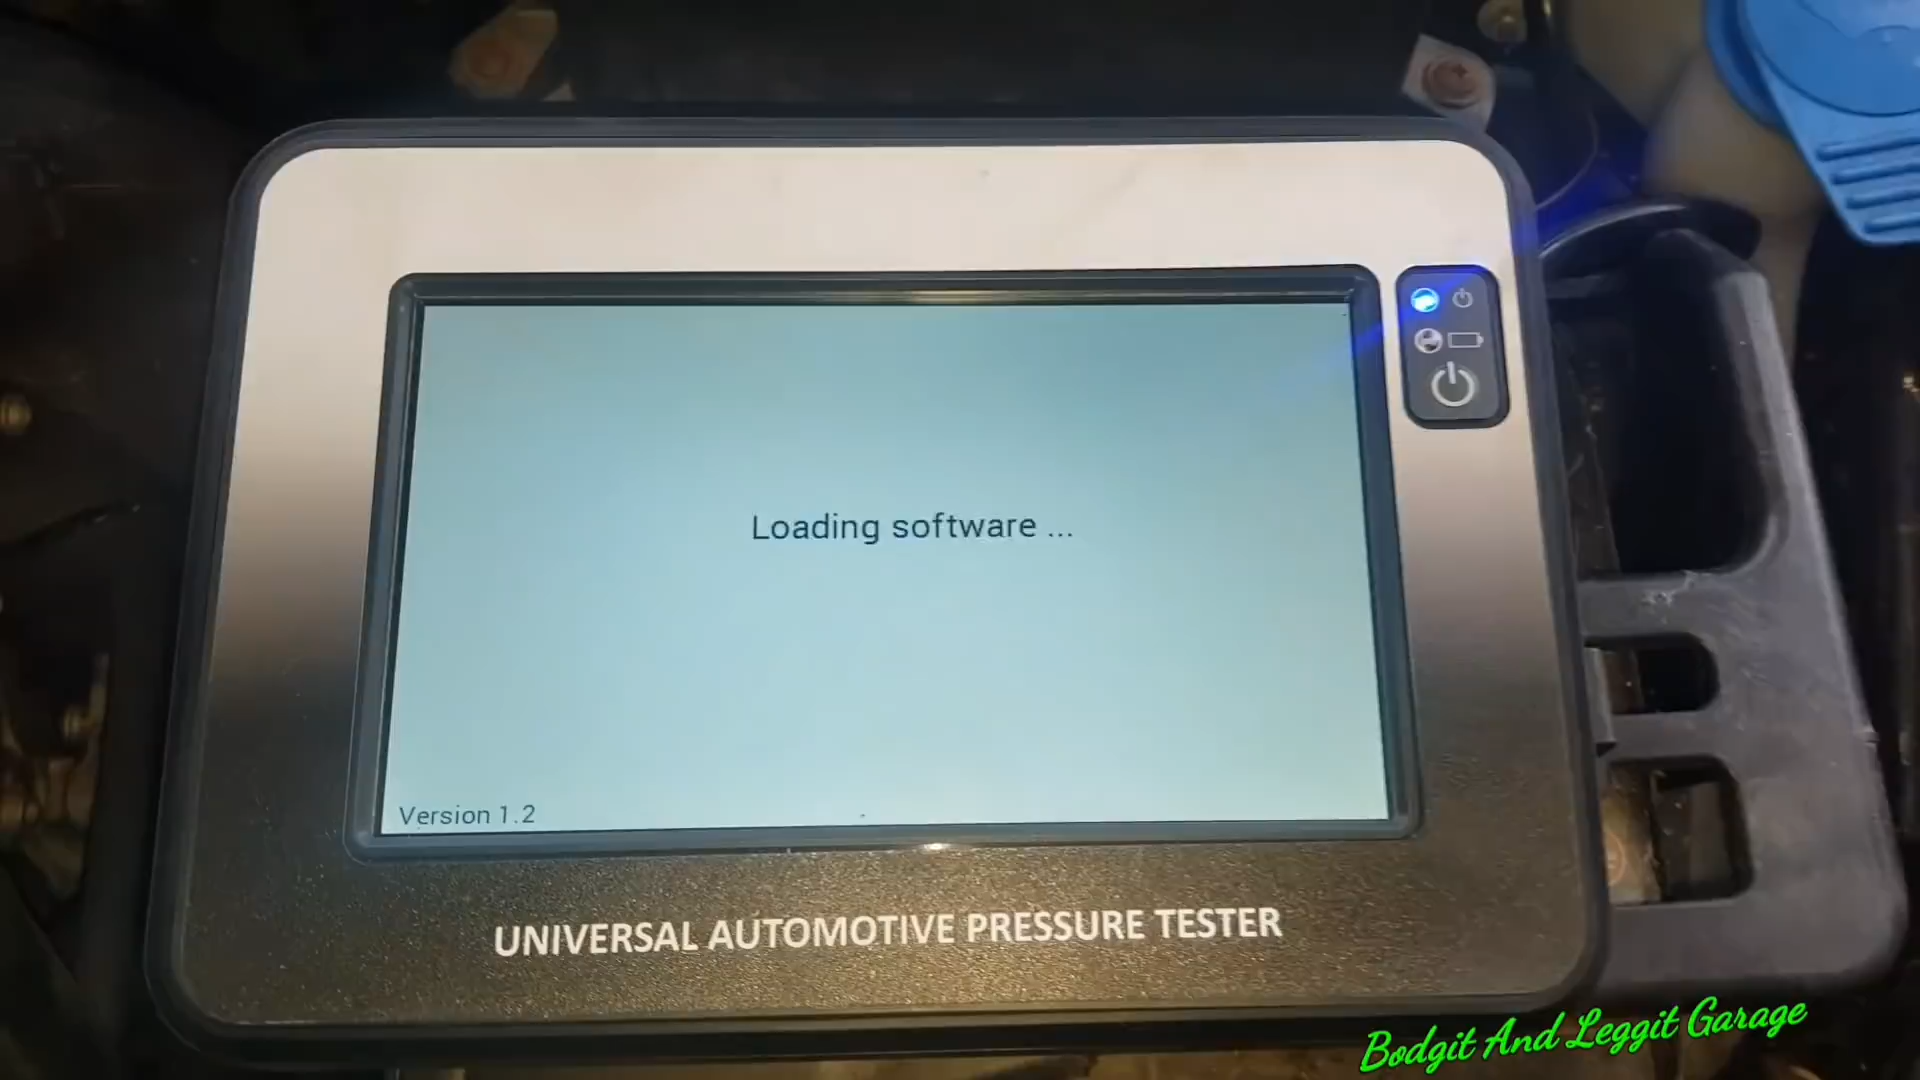 Loading software ...
Version 1.2
UNIVERSAL AUTOMOTIVE PRESSURE TESTER
Bodgit And Leggit Garage